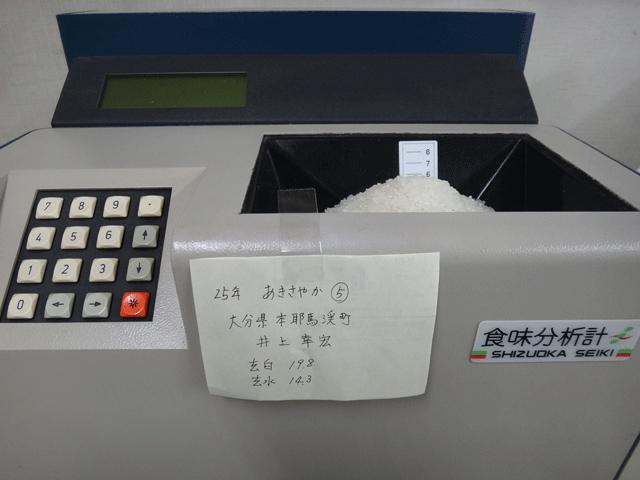 6
7
6
7 8 9 .
4 5 6 ↑
1 2 3 ↓
0 ← → *
25年 あきさやか ⑤
大分県本耶馬渓町
井上幸宏
玄白 19.8
玄水 14.3
食味分析計
SHIZUOKA SEIKI